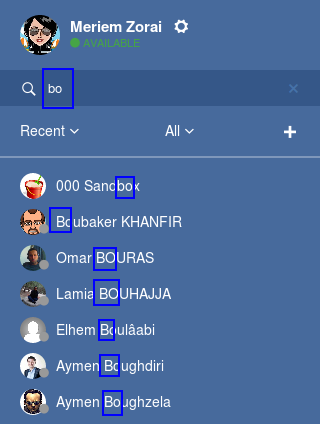 Meriem Zorai
AVAILABLE
bo
Recent All
000 Sandbox
Boubaker KHANFIR
Omar BOURAS
Lamia BOUHAJJA
Elhem Boulâabi
Aymen Boughdiri
Aymen Boughzela